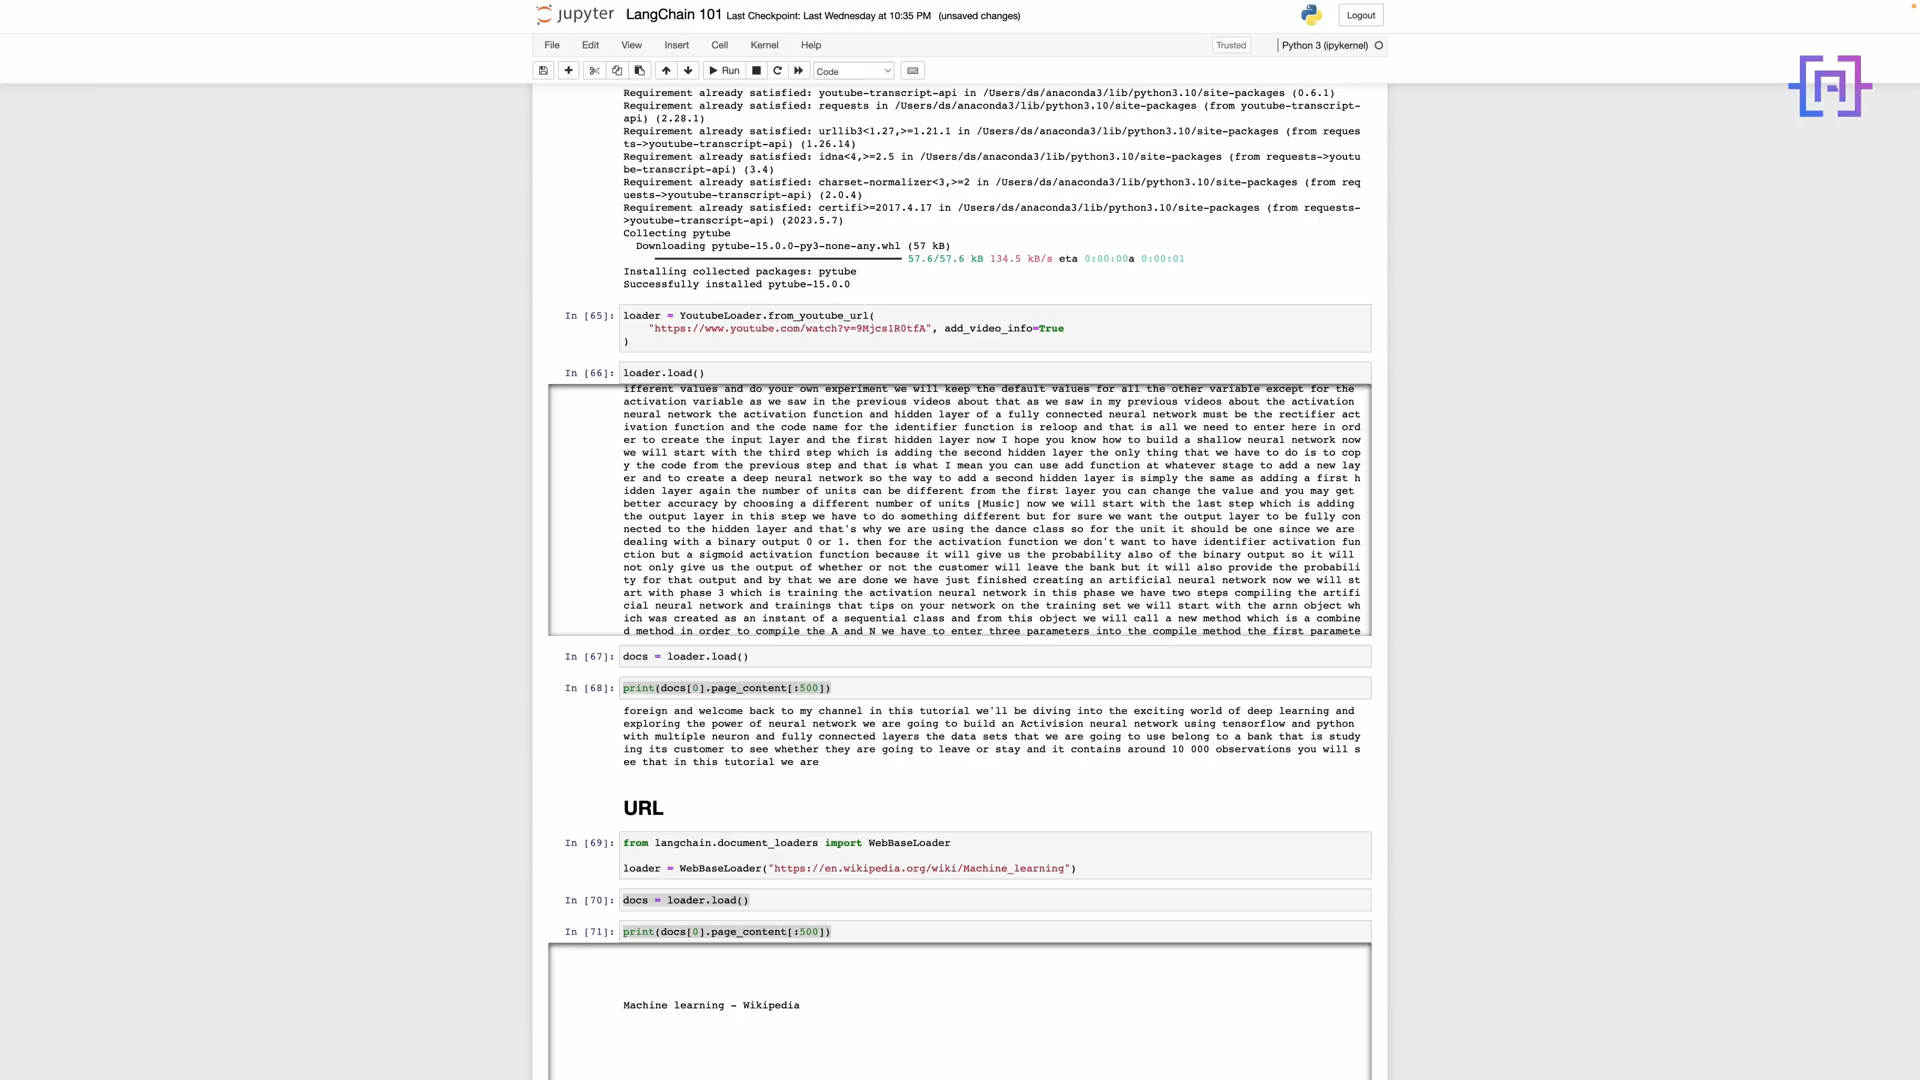 jupyter LangChain 101 Last Checkpoint: Last Wednesday at 10:35 PM (unsaved changes) Logout
File Edit View Insert Cell Kernel Help Trusted Python 3 (ipykernel)
Run Code
Requirement already satisfied: youtube-transcript-api in /Users/ds/anaconda3/lib/python3.10/site-packages (0.6.1)
Requirement already satisfied: requests in /Users/ds/anaconda3/lib/python3.10/site-packages (from youtube-transcript-
api) (2.28.1)
Requirement already satisfied: urllib3<1.27,>=1.21.1 in /Users/ds/anaconda3/lib/python3.10/site-packages (from reques
ts->youtube-transcript-api) (1.26.14)
Requirement already satisfied: idna<4,>=2.5 in /Users/ds/anaconda3/lib/python3.10/site-packages (from requests->youtu
be-transcript-api) (3.4)
Requirement already satisfied: charset-normalizer<3,>=2 in /Users/ds/anaconda3/lib/python3.10/site-packages (from req
uests->youtube-transcript-api) (2.0.4)
Requirement already satisfied: certifi>=2017.4.17 in /Users/ds/anaconda3/lib/python3.10/site-packages (from requests-
>youtube-transcript-api) (2023.5.7)
Collecting pytube
Downloading pytube-15.0.0-py3-none-any.whl (57 kB)
57.6/57.6 kB 134.5 kB/s eta 0:00:00a 0:00:01
Installing collected packages: pytube
Successfully installed pytube-15.0.0
In [65]: loader = YoutubeLoader.from_youtube_url(
"https://www.youtube.com/watch?v=9Mjcs1R0tfA", add_video_info=True
)
In [66]: loader.load()
ifferent values and do your own experiment we will keep the default values for all the other variable except for the
activation variable as we saw in the previous videos about that as we saw in my previous videos about the activation
neural network the activation function and hidden layer of a fully connected neural network must be the rectifier act
ivation function and the code name for the identifier function is reloop and that is all we need to enter here in ord
er to create the input layer and the first hidden layer now I hope you know how to build a shallow neural network now
we will start with the third step which is adding the second hidden layer the only thing that we have to do is to cop
y the code from the previous step and that is what I mean you can use add function at whatever stage to add a new lay
er and to create a deep neural network so the way to add a second hidden layer is simply the same as adding a first h
idden layer again the number of units can be different from the first layer you can change the value and you may get
better accuracy by choosing a different number of units [Music] now we will start with the last step which is adding
the output layer in this step we have to do something different but for sure we want the output layer to be fully con
nected to the hidden layer and that's why we are using the dance class so for the unit it should be one since we are
dealing with a binary output 0 or 1. then for the activation function we don't want to have identifier activation fun
ction but a sigmoid activation function because it will give us the probability also of the binary output so it will
not only give us the output of whether or not the customer will leave the bank but it will also provide the probabili
ty for that output and by that we are done we have just finished creating an artificial neural network now we will st
art with phase 3 which is training the activation neural network in this phase we have two steps compiling the artifi
cial neural network and trainings that tips on your network on the training set we will start with the arnn object wh
ich was created as an instant of a sequential class and from this object we will call a new method which is a combine
d method in order to compile the A and N we have to enter three parameters into the compile method the first paramete
In [67]: docs = loader.load()
In [68]: print(docs[0].page_content[:500])
foreign and welcome back to my channel in this tutorial we'll be diving into the exciting world of deep learning and
exploring the power of neural network we are going to build an Activision neural network using tensorflow and python
with multiple neuron and fully connected layers the data sets that we are going to use belong to a bank that is study
ing its customer to see whether they are going to leave or stay and it contains around 10 000 observations you will s
ee that in this tutorial we are
URL
In [69]: from langchain.document_loaders import WebBaseLoader
loader = WebBaseLoader("https://en.wikipedia.org/wiki/Machine_learning")
In [70]: docs = loader.load()
In [71]: print(docs[0].page_content[:500])
Machine learning - Wikipedia